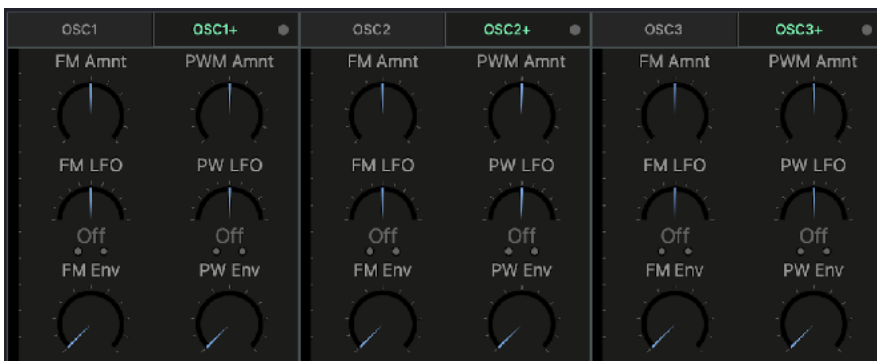 OSC1 OSC1+ OSC2 OSC2+ OSC3 OSC3+
FM Amnt PWM Amnt FM Amnt PWM Amnt FM Amnt PWM Amnt
FM LFO PW LFO FM LFO PW LFO FM LFO PW LFO
Off Off Off Off Off Off
FM Env PW Env FM Env PW Env FM Env PW Env